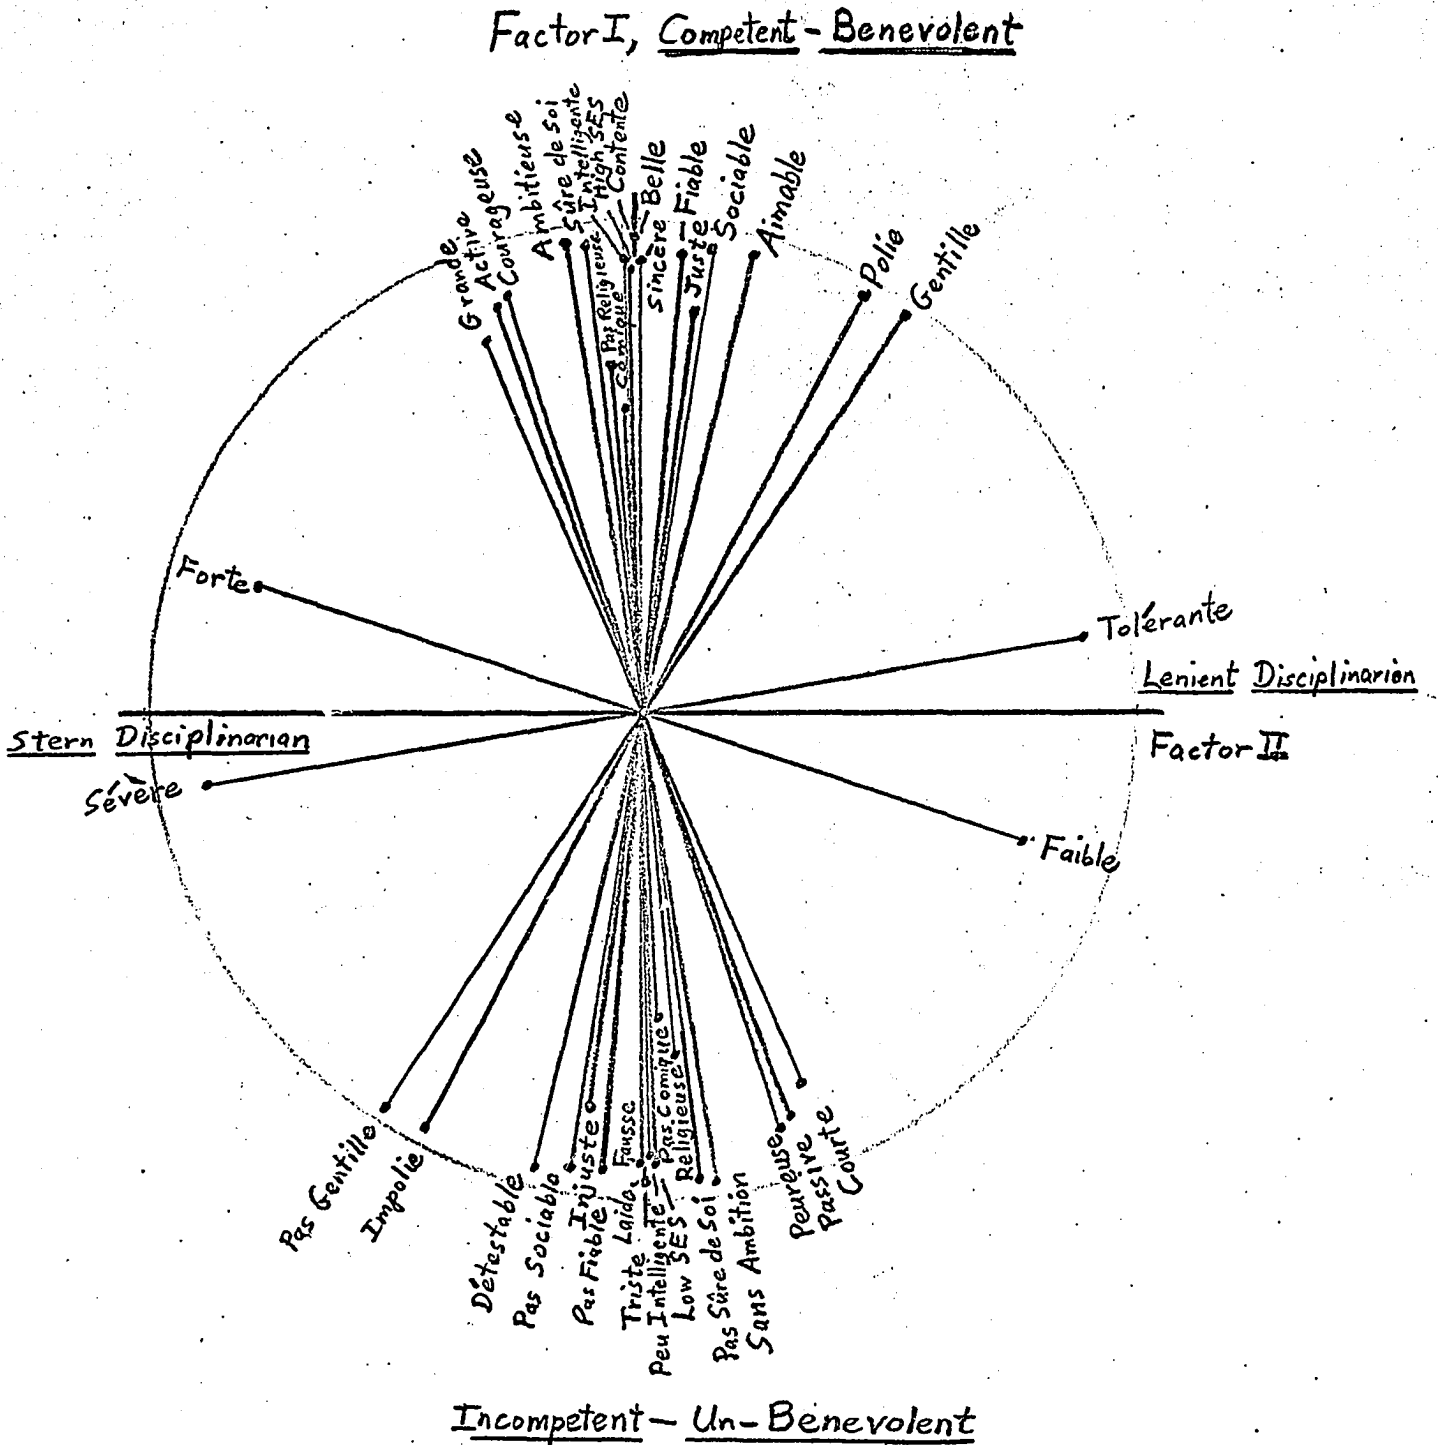 Factor I, Competent - Benevolent
Grande
Active
Courageuse
Ambitieuse
Sûre de Soi
Intelligente
High SES
Contente
Belle
Sincère
Fiable
Juste
Sociable
Aimable
Polie
Gentille
Pas Religieuse
Comique
Forte
Tolérante
Lenient Disciplinarian
Stern Disciplinarian
Factor II
Sévère
Faible
Pas Gentille
Impolie
Détestable
Pas Sociable
Injuste
Pas Fiable
Fausse
Laide
Triste
Peu Intelligente
Low SES
Pas Comique
Religieuse
Pas Sûre de Soi
Sans Ambition
Peureuse
Passive
Courte
Incompetent - Un-Benevolent